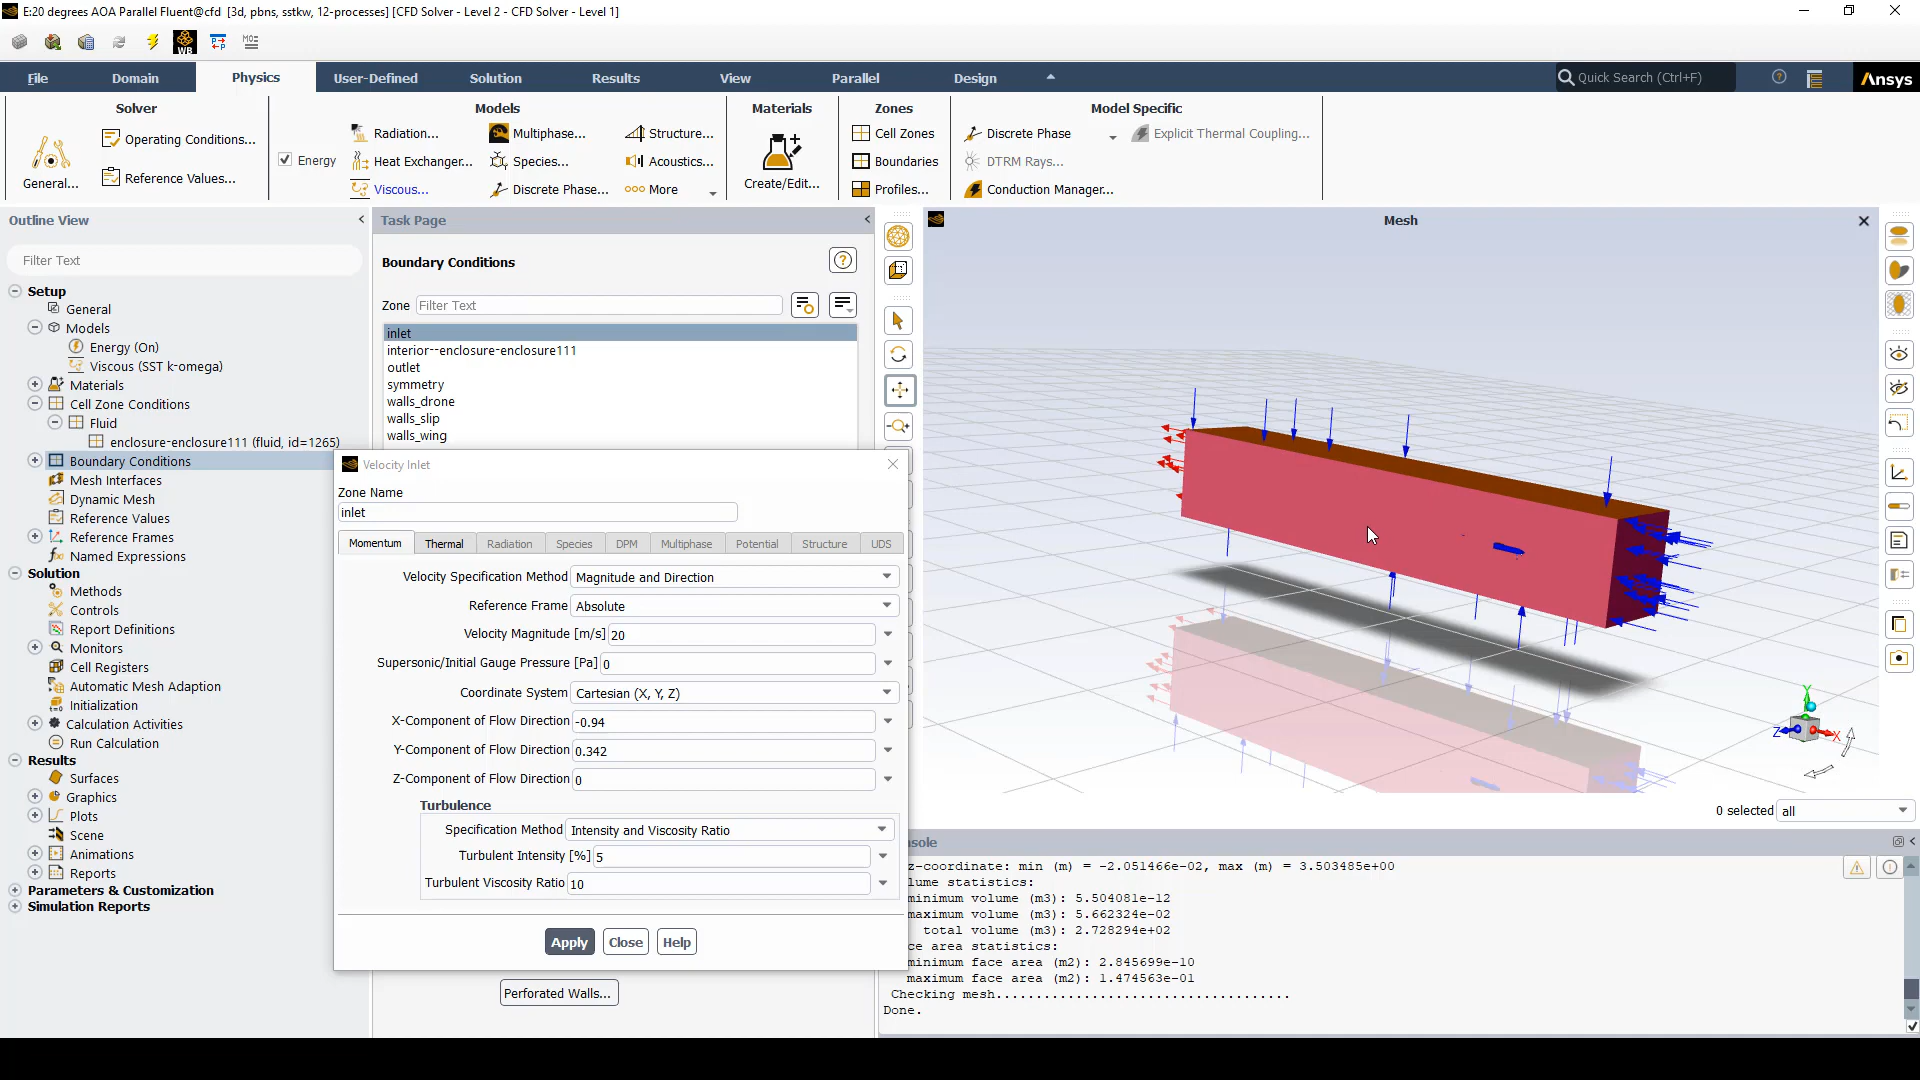 E:20 degrees AOA Parallel Fluent@cfd [3d, pbns, sstkw, 12-processes] [CFD Solver - Level 2 - CFD Solver - Level 1]
WB
File Domain Physics User-Defined Solution Results View Parallel Design Quick Search (Ctrl+F) Ansys
Solver Models Materials Zones Model Specific
Operating Conditions... Radiation... Multiphase... Structure... Cell Zones Discrete Phase Explicit Thermal Coupling...
Energy Heat Exchanger... Species... Acoustics... Boundaries DTRM Rays...
General... Reference Values... Viscous... Discrete Phase... More Create/Edit... Profiles... Conduction Manager...
Outline View
Filter Text
Setup
General
Models
Energy (On)
Viscous (SST k-omega)
Materials
Cell Zone Conditions
Fluid
enclosure-enclosure111 (fluid, id=1265)
Boundary Conditions
Mesh Interfaces
Dynamic Mesh
Reference Values
Reference Frames
Named Expressions
Solution
Methods
Controls
Report Definitions
Monitors
Cell Registers
Automatic Mesh Adaption
Initialization
Calculation Activities
Run Calculation
Results
Surfaces
Graphics
Plots
Scene
Animations
Reports
Parameters & Customization
Simulation Reports
Task Page
Boundary Conditions
Zone Filter Text
inlet
interior--enclosure-enclosure111
outlet
symmetry
walls_drone
walls_slip
walls_wing
Velocity Inlet
Zone Name
inlet
Momentum Thermal Radiation Species DPM Multiphase Potential Structure UDS
Velocity Specification Method Magnitude and Direction
Reference Frame Absolute
Velocity Magnitude [m/s] 20
Supersonic/Initial Gauge Pressure [Pa] 0
Coordinate System Cartesian (X, Y, Z)
X-Component of Flow Direction -0.94
Y-Component of Flow Direction 0.342
Z-Component of Flow Direction 0
Turbulence
Specification Method Intensity and Viscosity Ratio
Turbulent Intensity [%] 5
Turbulent Viscosity Ratio 10
Apply Close Help
Perforated Walls...
Mesh
Y
Z X
0 selected all
sole
z-coordinate: min (m) = -2.051466e-02, max (m) = 3.503485e+00
lume statistics:
minimum volume (m3): 5.504081e-12
maximum volume (m3): 5.662324e-02
total volume (m3): 2.728294e+02
ce area statistics:
minimum face area (m2): 2.845699e-10
maximum face area (m2): 1.474563e-01
Checking mesh.....................................
Done.